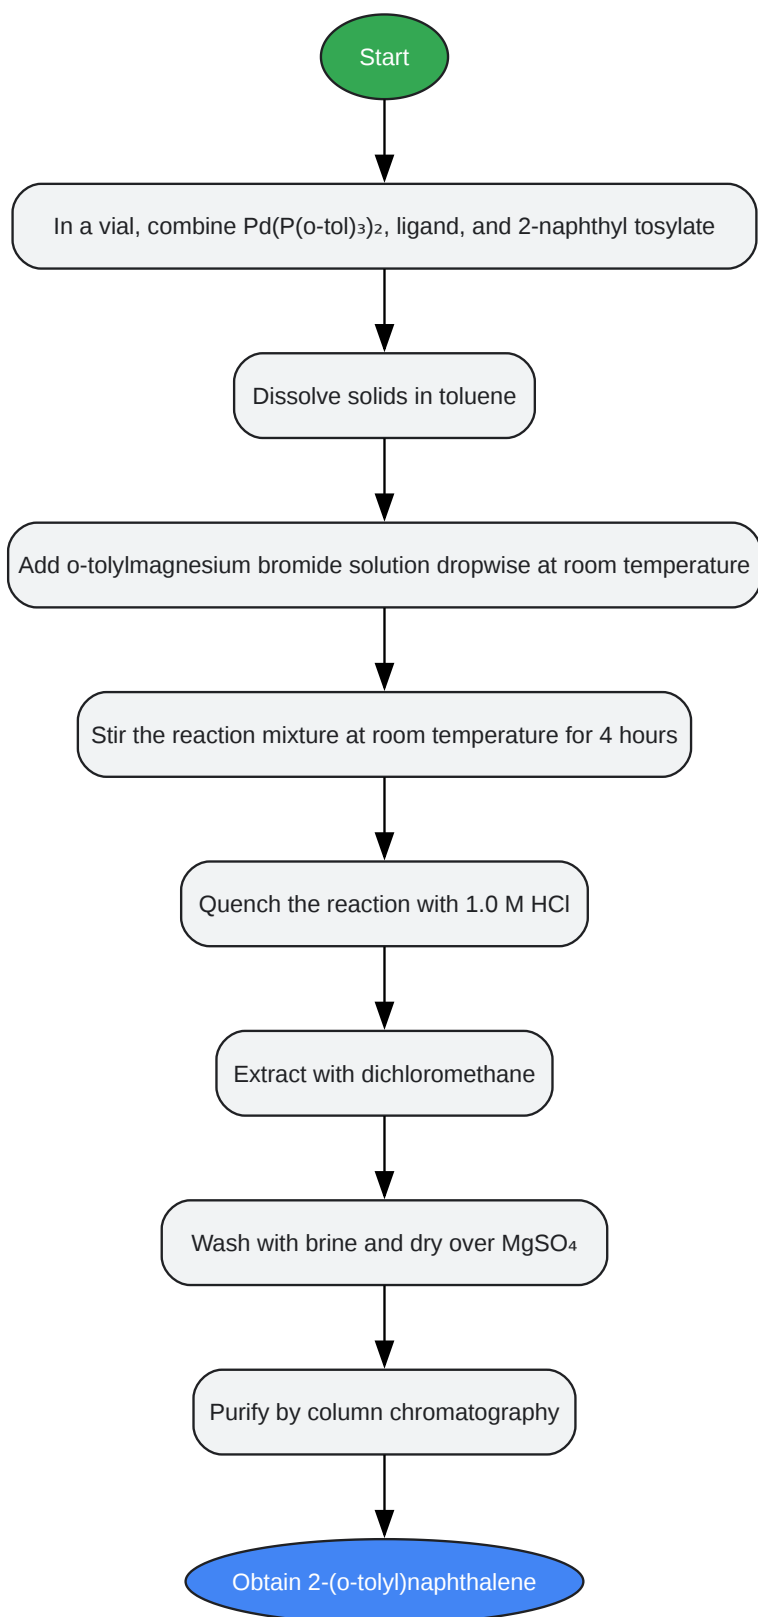 Start
In a vial, combine Pd(P(o-tol)₃)₂, ligand, and 2-naphthyl tosylate
Dissolve solids in toluene
Add o-tolylmagnesium bromide solution dropwise at room temperature
Stir the reaction mixture at room temperature for 4 hours
Quench the reaction with 1.0 M HCl
Extract with dichloromethane
Wash with brine and dry over MgSO₄
Purify by column chromatography
Obtain 2-(o-tolyl)naphthalene